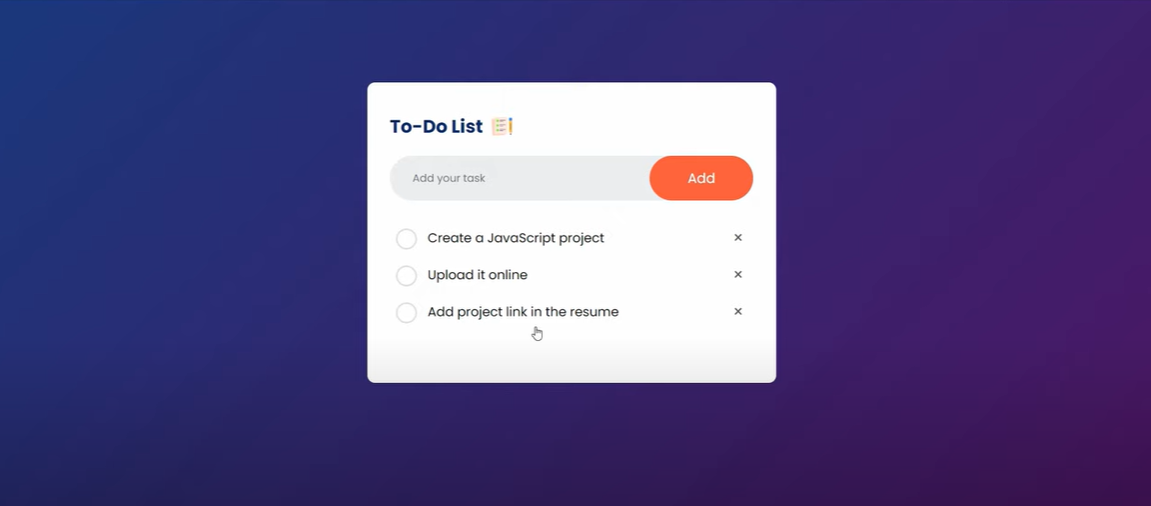 To-Do List
Add your task
Add
Create a JavaScript project ×
Upload it online ×
Add project link in the resume ×